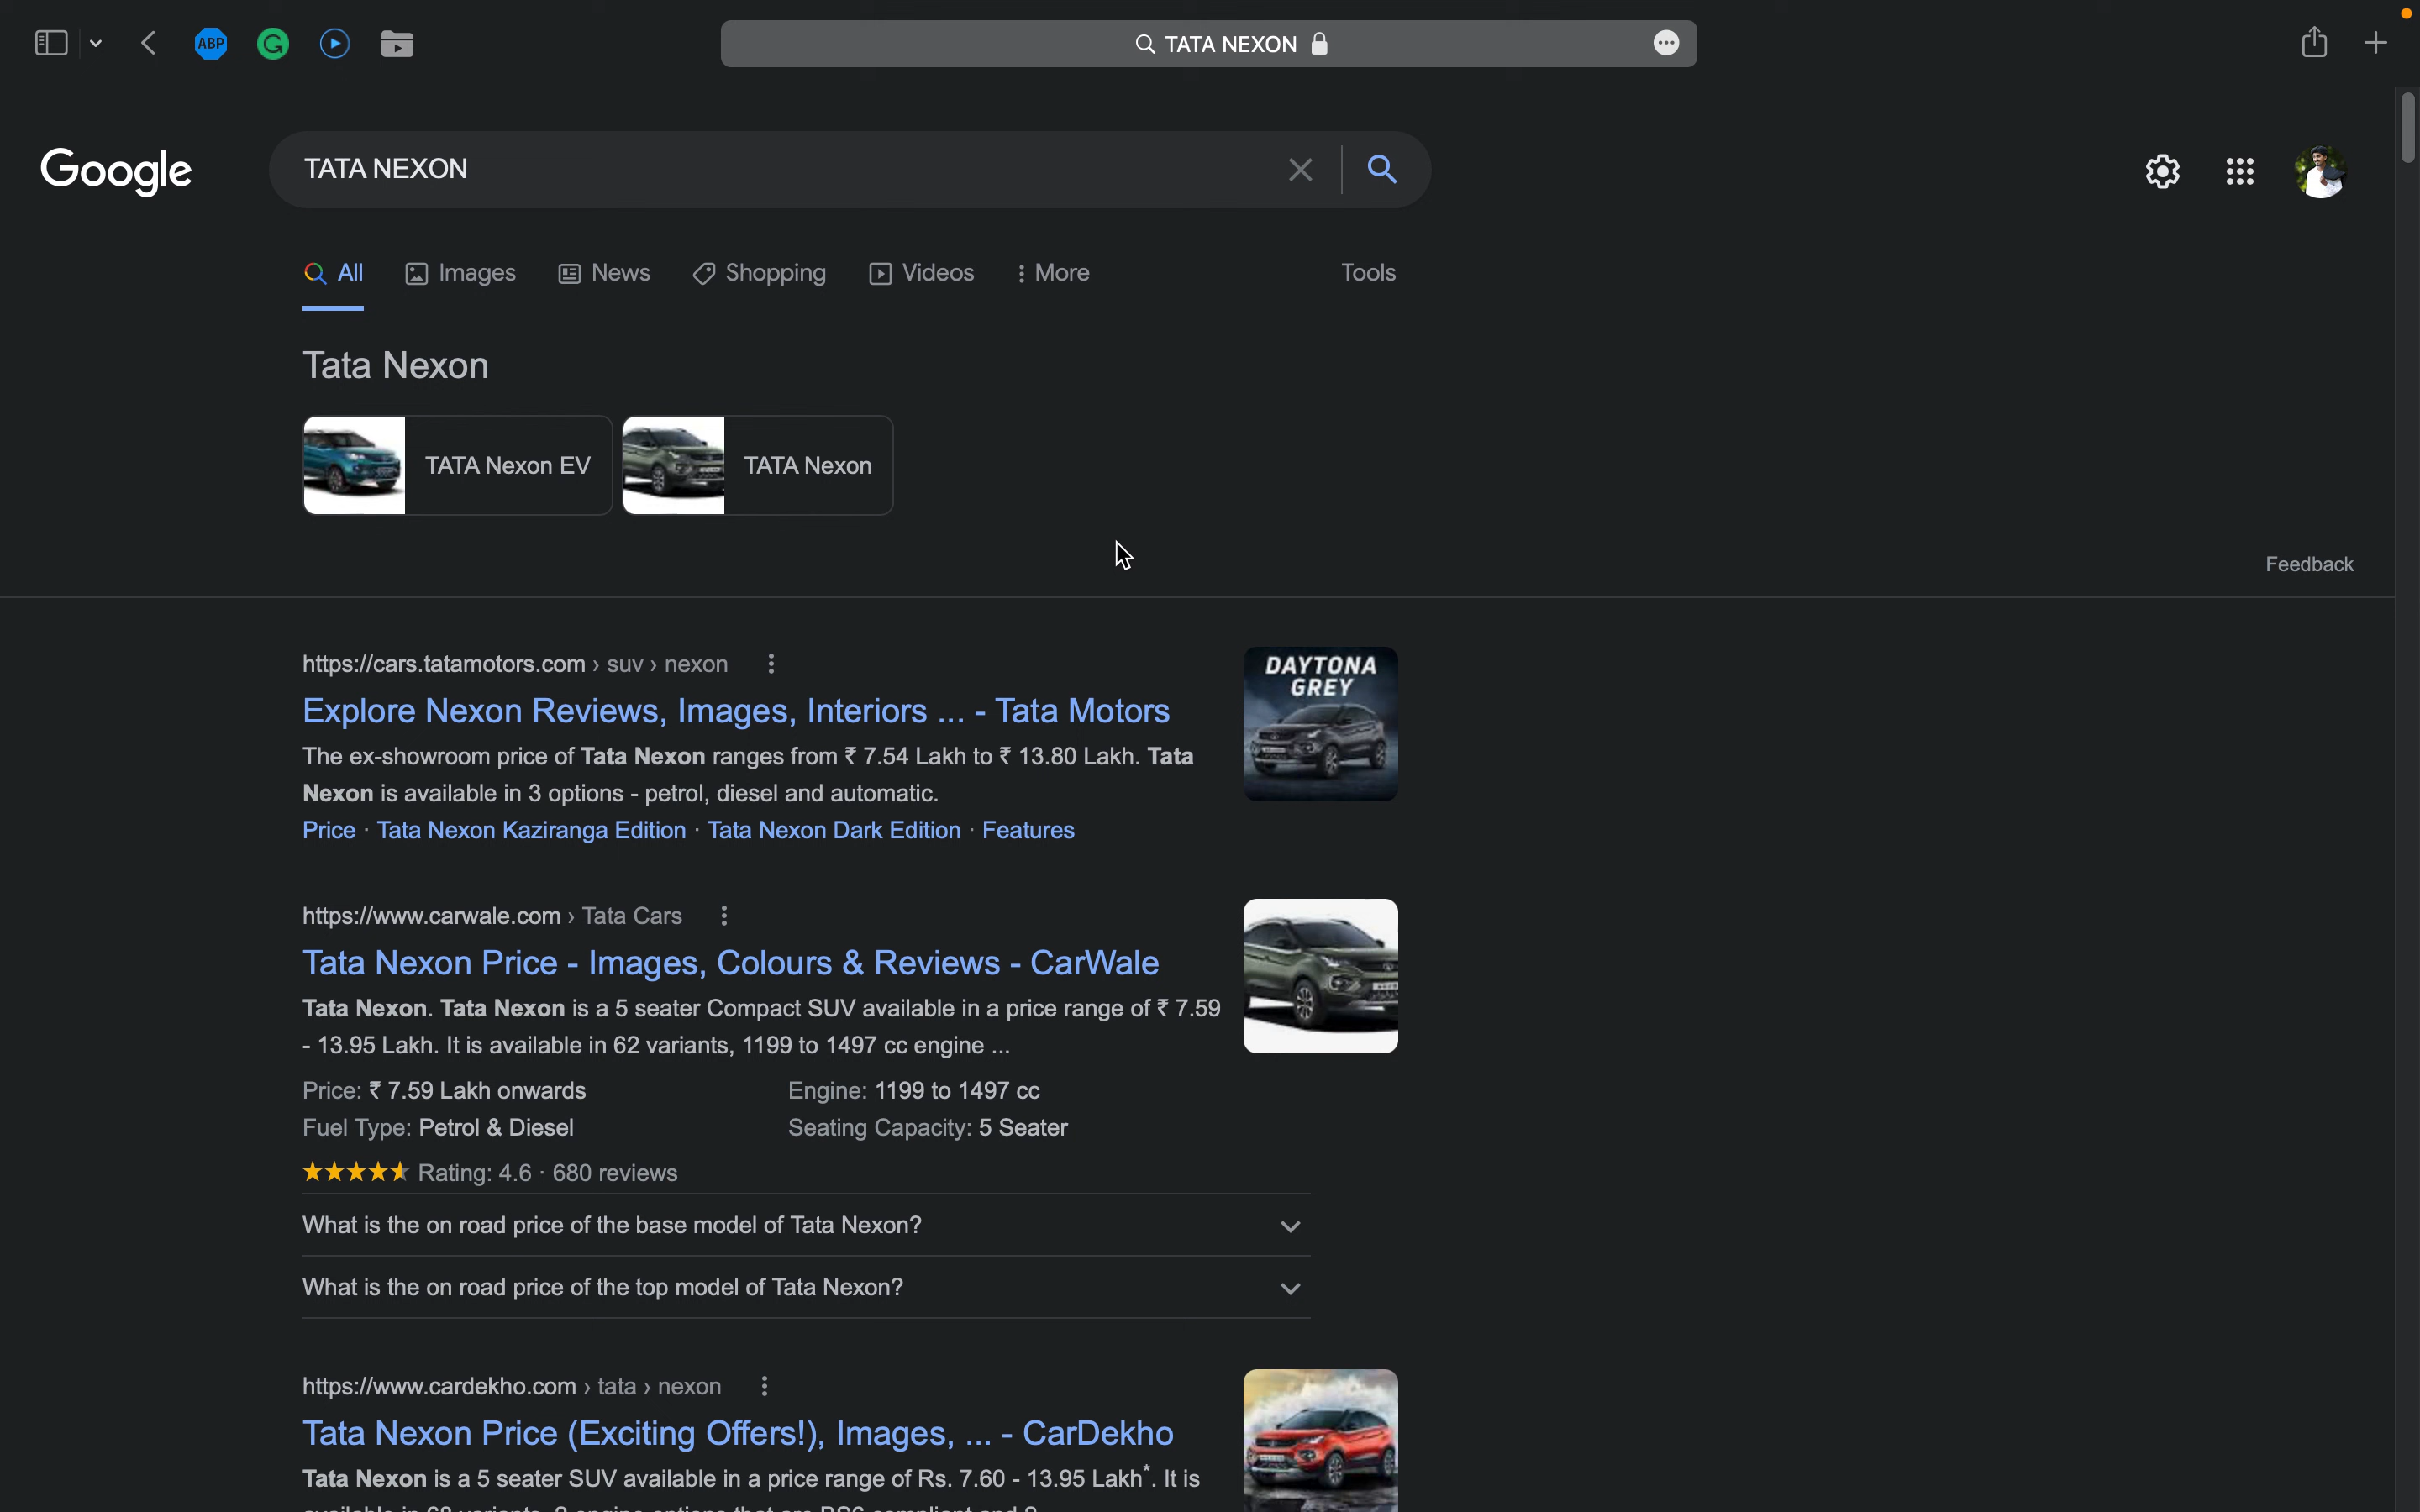 ABP
TATA NEXON
Google
TATA NEXON
All
Images
News
Shopping
Videos
More
Tools
Tata Nexon
TATA Nexon EV
TATA Nexon
Feedback
https://cars.tatamotors.com › suv › nexon
Explore Nexon Reviews, Images, Interiors ... - Tata Motors
The ex-showroom price of Tata Nexon ranges from ₹ 7.54 Lakh to ₹ 13.80 Lakh. Tata
Nexon is available in 3 options - petrol, diesel and automatic.
Price · Tata Nexon Kaziranga Edition · Tata Nexon Dark Edition · Features
DAYTONA
GREY
https://www.carwale.com › Tata Cars
Tata Nexon Price - Images, Colours & Reviews - CarWale
Tata Nexon. Tata Nexon is a 5 seater Compact SUV available in a price range of ₹ 7.59
- 13.95 Lakh. It is available in 62 variants, 1199 to 1497 cc engine ...
Price: ₹ 7.59 Lakh onwards
Engine: 1199 to 1497 cc
Fuel Type: Petrol & Diesel
Seating Capacity: 5 Seater
Rating: 4.6 · 680 reviews
What is the on road price of the base model of Tata Nexon?
What is the on road price of the top model of Tata Nexon?
https://www.cardekho.com › tata › nexon
Tata Nexon Price (Exciting Offers!), Images, ... - CarDekho
Tata Nexon is a 5 seater SUV available in a price range of Rs. 7.60 - 13.95 Lakh*. It is